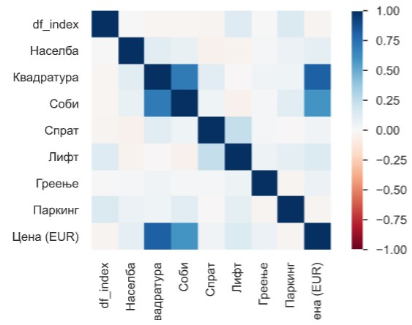 df_index
Населба
Квадратура
Соби
Спрат
Лифт
Греење
Паркинг
Цена (EUR)
df_index
Населба
вадратура
Соби
Спрат
Лифт
Греење
Паркинг
ена (EUR)
1.00
0.75
0.50
0.25
0.00
−0.25
−0.50
−0.75
−1.00